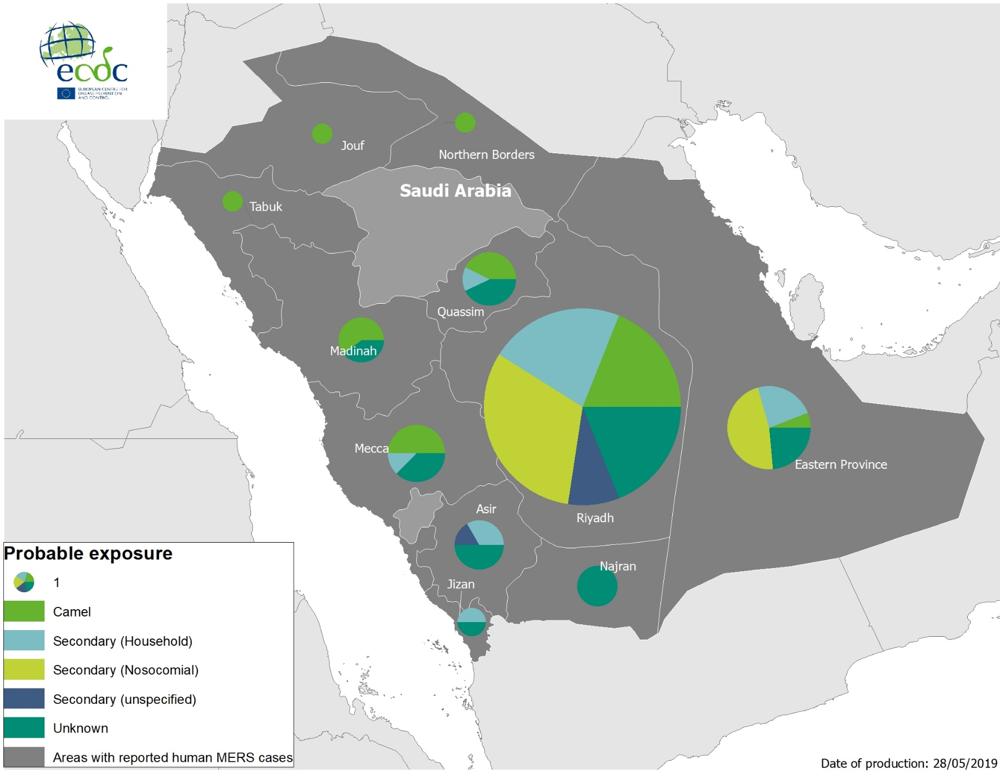 ecdc
EUROPEAN CENTRE FOR
DISEASE PREVENTION
AND CONTROL
Jouf
Northern Borders
Saudi Arabia
Tabuk
Quassim
Madinah
Mecca
Eastern Province
Asir
Riyadh
Najran
Jizan
Probable exposure
1
Camel
Secondary (Household)
Secondary (Nosocomial)
Secondary (unspecified)
Unknown
Areas with reported human MERS cases
Date of production: 28/05/2019